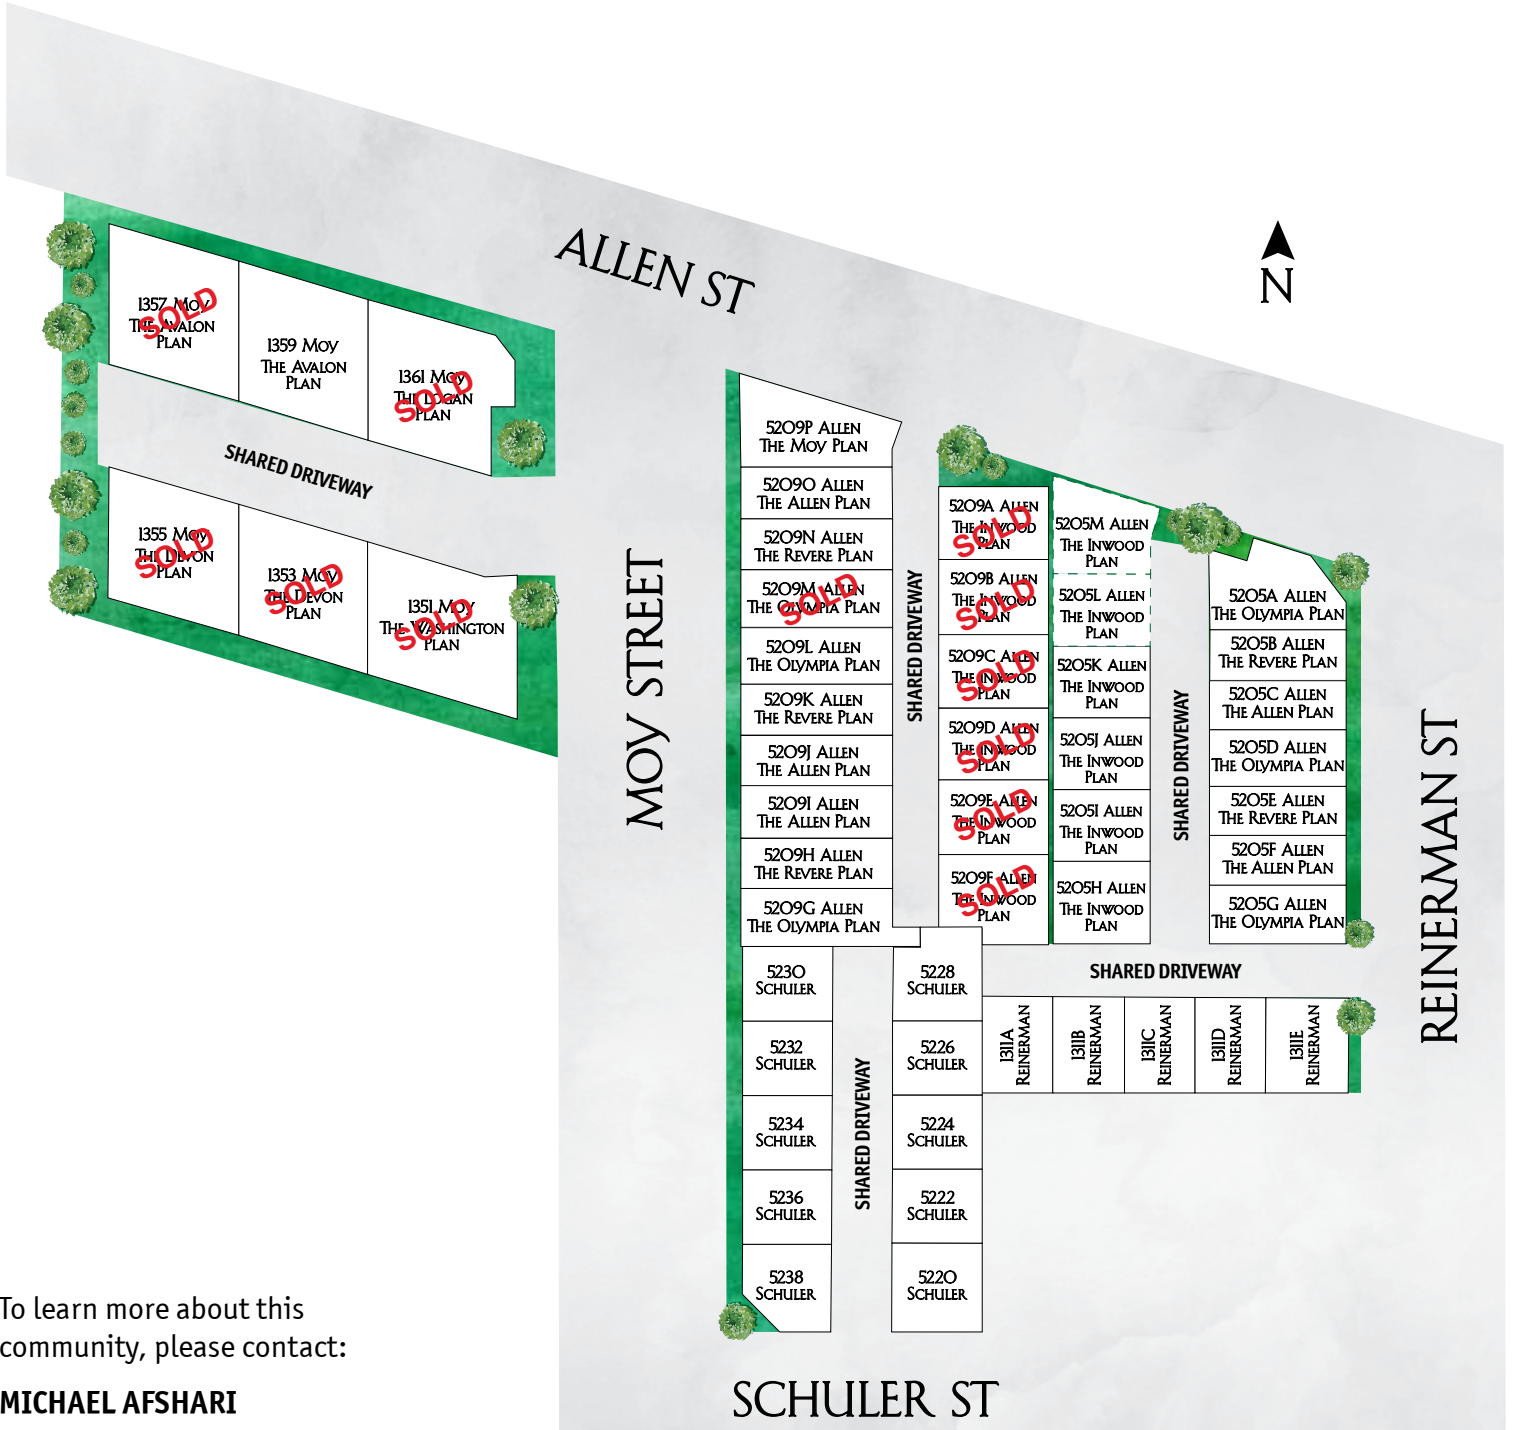 ALLEN ST
N
1357 Moy
The Avalon
Plan
SOLD
1359 Moy
The Avalon
Plan
1361 Moy
The Logan
Plan
SOLD
SHARED DRIVEWAY
1355 Moy
The Devon
Plan
SOLD
1353 Moy
The Devon
Plan
SOLD
1351 Moy
The Washington
Plan
SOLD
MOY STREET
5209P Allen
The Moy Plan
5209O Allen
The Allen Plan
5209N Allen
The Revere Plan
5209M Allen
The Olympia Plan
SOLD
5209L Allen
The Olympia Plan
5209K Allen
The Revere Plan
5209J Allen
The Allen Plan
5209I Allen
The Allen Plan
5209H Allen
The Revere Plan
5209G Allen
The Olympia Plan
SHARED DRIVEWAY
5209A Allen
The Inwood
Plan
SOLD
5209B Allen
The Inwood
Plan
SOLD
5209C Allen
The Inwood
Plan
SOLD
5209D Allen
The Inwood
Plan
SOLD
5209E Allen
The Inwood
Plan
SOLD
5209F Allen
The Inwood
Plan
SOLD
5205M Allen
The Inwood
Plan
5205L Allen
The Inwood
Plan
5205K Allen
The Inwood
Plan
5205J Allen
The Inwood
Plan
5205I Allen
The Inwood
Plan
5205H Allen
The Inwood
Plan
SHARED DRIVEWAY
5205A Allen
The Olympia Plan
5205B Allen
The Revere Plan
5205C Allen
The Allen Plan
5205D Allen
The Olympia Plan
5205E Allen
The Revere Plan
5205F Allen
The Allen Plan
5205G Allen
The Olympia Plan
REINERMAN ST
SHARED DRIVEWAY
1311A
Reinerman
1311B
Reinerman
1311C
Reinerman
1311D
Reinerman
1311E
Reinerman
5230
Schuler
5232
Schuler
5234
Schuler
5236
Schuler
5238
Schuler
SHARED DRIVEWAY
5228
Schuler
5226
Schuler
5224
Schuler
5222
Schuler
5220
Schuler
SCHULER ST
To learn more about this
community, please contact:
MICHAEL AFSHARI